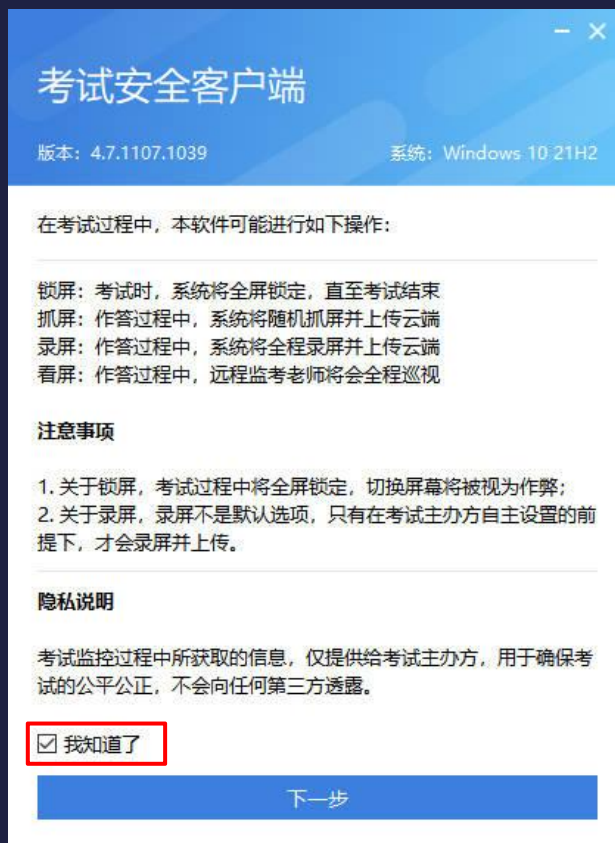 考试安全客户端
版本：4.7.1107.1039 系统：Windows 10 21H2
在考试过程中，本软件可能进行如下操作：
锁屏：考试时，系统将全屏锁定，直至考试结束
抓屏：作答过程中，系统将随机抓屏并上传云端
录屏：作答过程中，系统将全程录屏并上传云端
看屏：作答过程中，远程监考老师将会全程巡视
注意事项
1. 关于锁屏，考试过程中将全屏锁定，切换屏幕将被视为作弊；
2. 关于录屏，录屏不是默认选项，只有在考试主办方自主设置的前
提下，才会录屏并上传。
隐私说明
考试监控过程中所获取的信息，仅提供给考试主办方，用于确保考
试的公平公正，不会向任何第三方透露。
我知道了
下一步